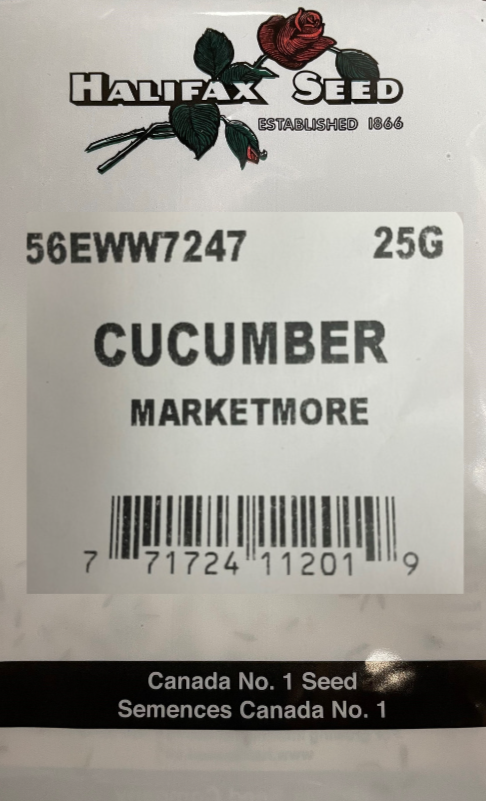 HALIFAX SEED
ESTABLISHED 1866
56EWW7247 25G
CUCUMBER
MARKETMORE
7 71724 11201 9
Canada No. 1 Seed
Semences Canada No. 1